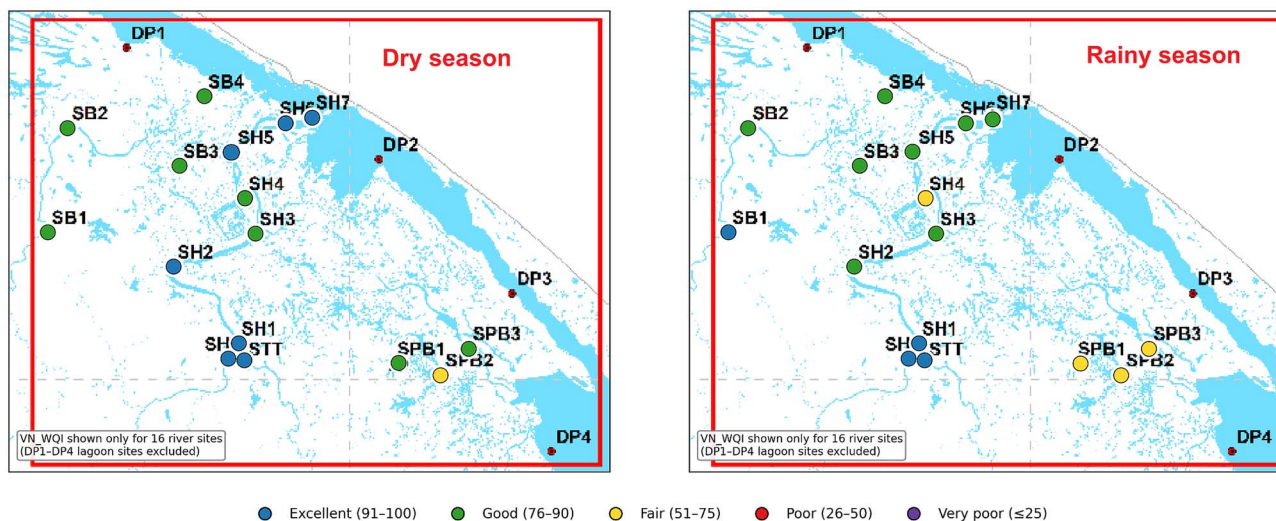 DP1
Dry season
SB4
SH6 SH7
SB2
SH5
DP2
SB3
SH4
SB1
SH3
SH2
DP3
SH1
SPB3
SH STT
SPB1
SPB2
VN_WQI shown only for 16 river sites
(DP1–DP4 lagoon sites excluded)
DP4
DP1
Rainy season
SB4
SH6 SH7
SB2
SH5
DP2
SB3
SH4
SB1
SH3
SH2
DP3
SH1
SPB3
SH STT
SPB1
SPB2
VN_WQI shown only for 16 river sites
(DP1–DP4 lagoon sites excluded)
DP4
Excellent (91–100) Good (76–90) Fair (51–75) Poor (26–50) Very poor (≤25)